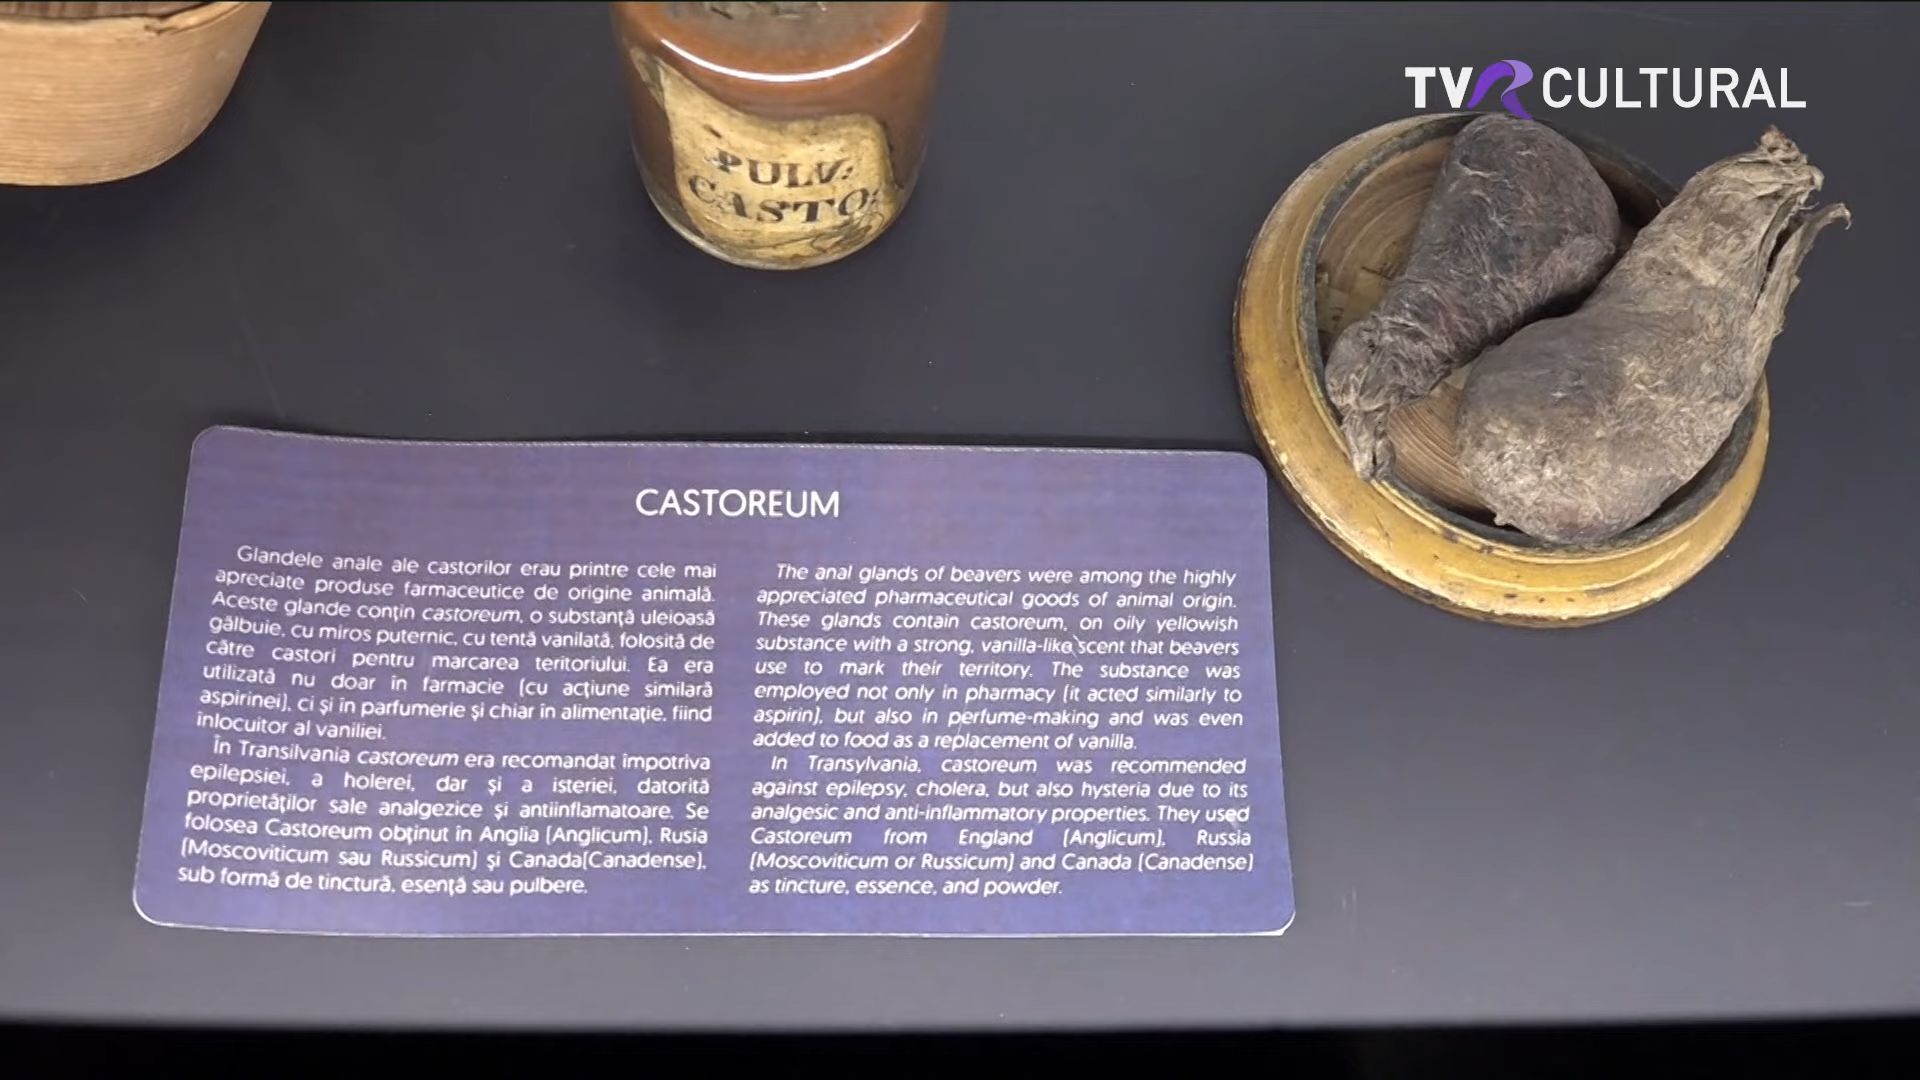 TVR CULTURAL
PULV:
CASTO:
CASTOREUM
Glandele anale ale castorilor erau printre cele mai
apreciate produse farmaceutice de origine animală.
Aceste glande conțin castoreum, o substanță uleioasă
gălbuie, cu miros puternic, cu tentă vanilată, folosită de
către castori pentru marcarea teritoriului. Ea era
utilizată nu doar în farmacie (cu acțiune similară
aspirinei), ci și în parfumerie și chiar în alimentație, fiind
înlocuitor al vaniliei.
În Transilvania castoreum era recomandat împotriva
epilepsiei, a holerei, dar și a isteriei, datorită
proprietăților sale analgezice și antiinflamatoare. Se
folosea Castoreum obținut în Anglia (Anglicum), Rusia
(Moscoviticum sau Russicum) și Canada(Canadense),
sub formă de tinctură, esență sau pulbere.
The anal glands of beavers were among the highly
appreciated pharmaceutical goods of animal origin.
These glands contain castoreum, on oily yellowish
substance with a strong, vanilla-like scent that beavers
use to mark their territory. The substance was
employed not only in pharmacy (it acted similarly to
aspirin), but also in perfume-making and was even
added to food as a replacement of vanilla.
In Transylvania, castoreum was recommended
against epilepsy, cholera, but also hysteria due to its
analgesic and anti-inflammatory properties. They used
Castoreum from England (Anglicum), Russia
(Moscoviticum or Russicum) and Canada (Canadense)
as tincture, essence, and powder.